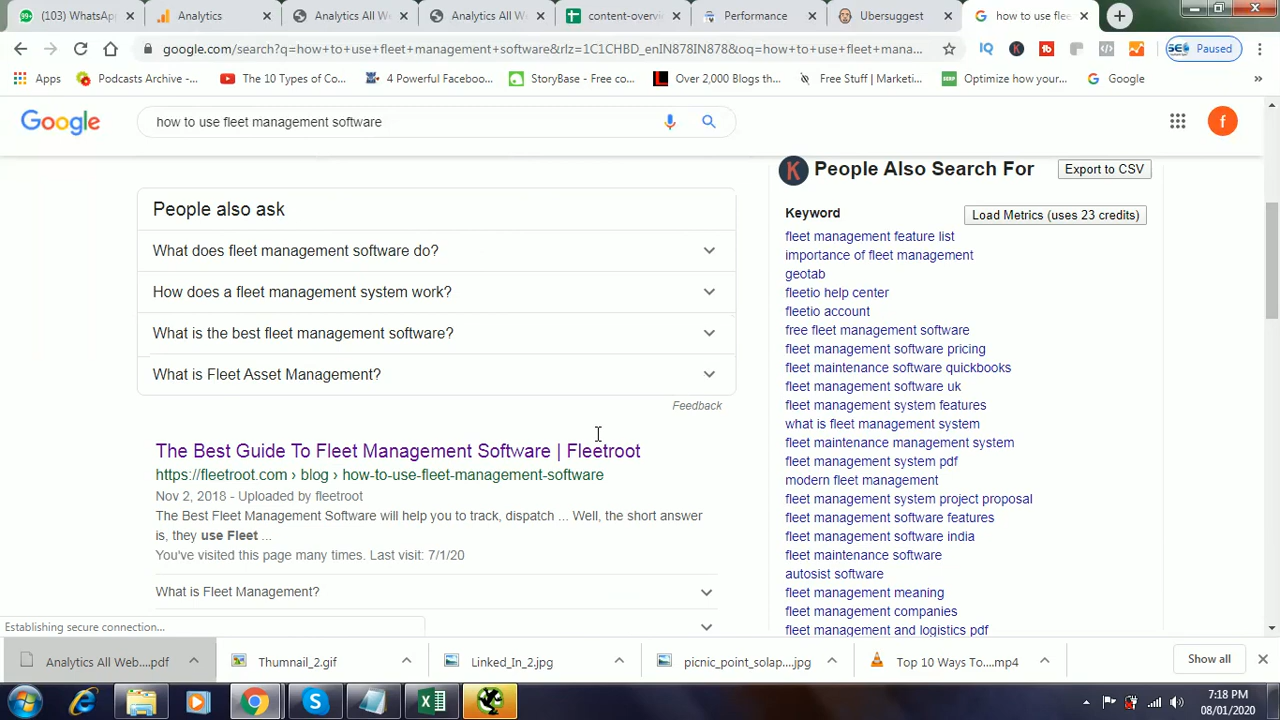 (103) WhatsApp
Analytics
Analytics All We
Analytics All We
content-overvi
Performance
Ubersuggest
how to use flee
google.com/search?q=how+to+use+fleet+management+software&rlz=1C1CHBD_enIN878IN878&oq=how+to+use+fleet+mana...
Paused
Apps
Podcasts Archive -...
The 10 Types of Co...
4 Powerful Faceboo...
StoryBase - Free co...
Over 2,000 Blogs th...
Free Stuff | Marketi...
Optimize how your...
Google
»
Google
how to use fleet management software
f
People also ask
What does fleet management software do?
How does a fleet management system work?
What is the best fleet management software?
What is Fleet Asset Management?
Feedback
The Best Guide To Fleet Management Software | Fleetroot
https://fleetroot.com › blog › how-to-use-fleet-management-software
Nov 2, 2018 - Uploaded by fleetroot
The Best Fleet Management Software will help you to track, dispatch ... Well, the short answer
is, they use Fleet ...
You've visited this page many times. Last visit: 7/1/20
What is Fleet Management?
K People Also Search For
Export to CSV
Keyword
Load Metrics (uses 23 credits)
fleet management feature list
importance of fleet management
geotab
fleetio help center
fleetio account
free fleet management software
fleet management software pricing
fleet maintenance software quickbooks
fleet management software uk
fleet management system features
what is fleet management system
fleet maintenance management system
fleet management system pdf
modern fleet management
fleet management system project proposal
fleet management software features
fleet management software india
fleet maintenance software
autosist software
fleet management meaning
fleet management companies
fleet management and logistics pdf
Establishing secure connection...
Analytics All Web....pdf
Thumnail_2.gif
Linked_In_2.jpg
picnic_point_solap....jpg
Top 10 Ways To....mp4
Show all
7:18 PM
08/01/2020